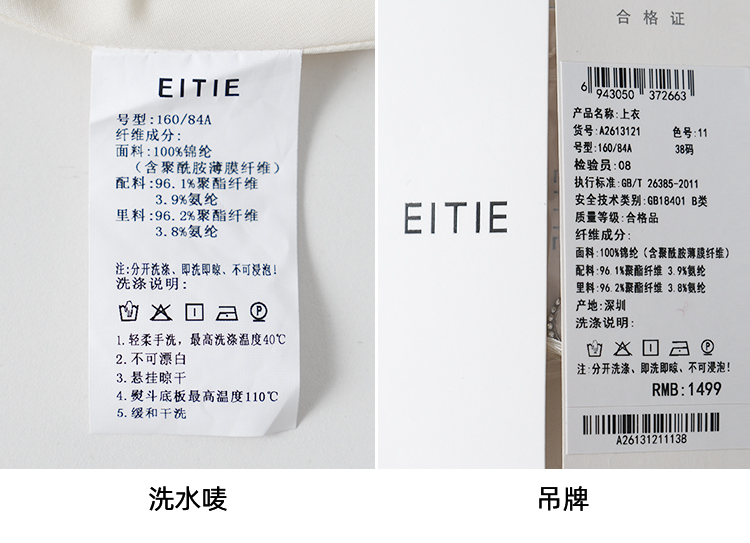 EITIE
号型:160/84A
纤维成分:
面料:100%锦纶
（含聚酰胺薄膜纤维）
配料:96.1%聚酯纤维
3.9%氨纶
里料:96.2%聚酯纤维
3.8%氨纶
注:分开洗涤、即洗即晾、不可浸泡!
洗涤说明:
1.轻柔手洗，最高洗涤温度40℃
2.不可漂白
3.悬挂晾干
4.熨斗底板最高温度110℃
5.缓和干洗
洗水唛
EITIE
合格证
6 943050 372663
产品名称:上衣
货号:A2613121 色号:11
号型:160/84A 38码
检验员:08
执行标准:GB/T 26385-2011
安全技术类别:GB18401 B类
质量等级:合格品
纤维成分:
面料:100%锦纶（含聚酰胺薄膜纤维）
配料:96.1%聚酯纤维 3.9%氨纶
里料:96.2%聚酯纤维 3.8%氨纶
产地:深圳
洗涤说明:
注:分开洗涤、即洗即晾、不可浸泡!
RMB:1499
A26131211138
吊牌